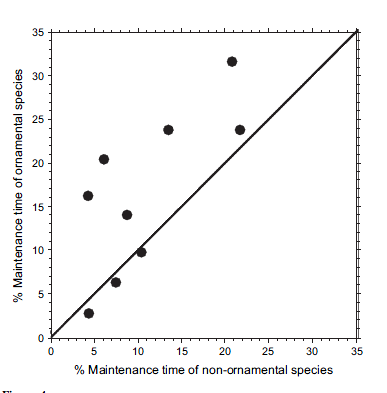 35
30
25
20
15
10
5
0
% Maintenance time of ornamental species
0 5 10 15 20 25 30 35
% Maintenance time of non-ornamental species